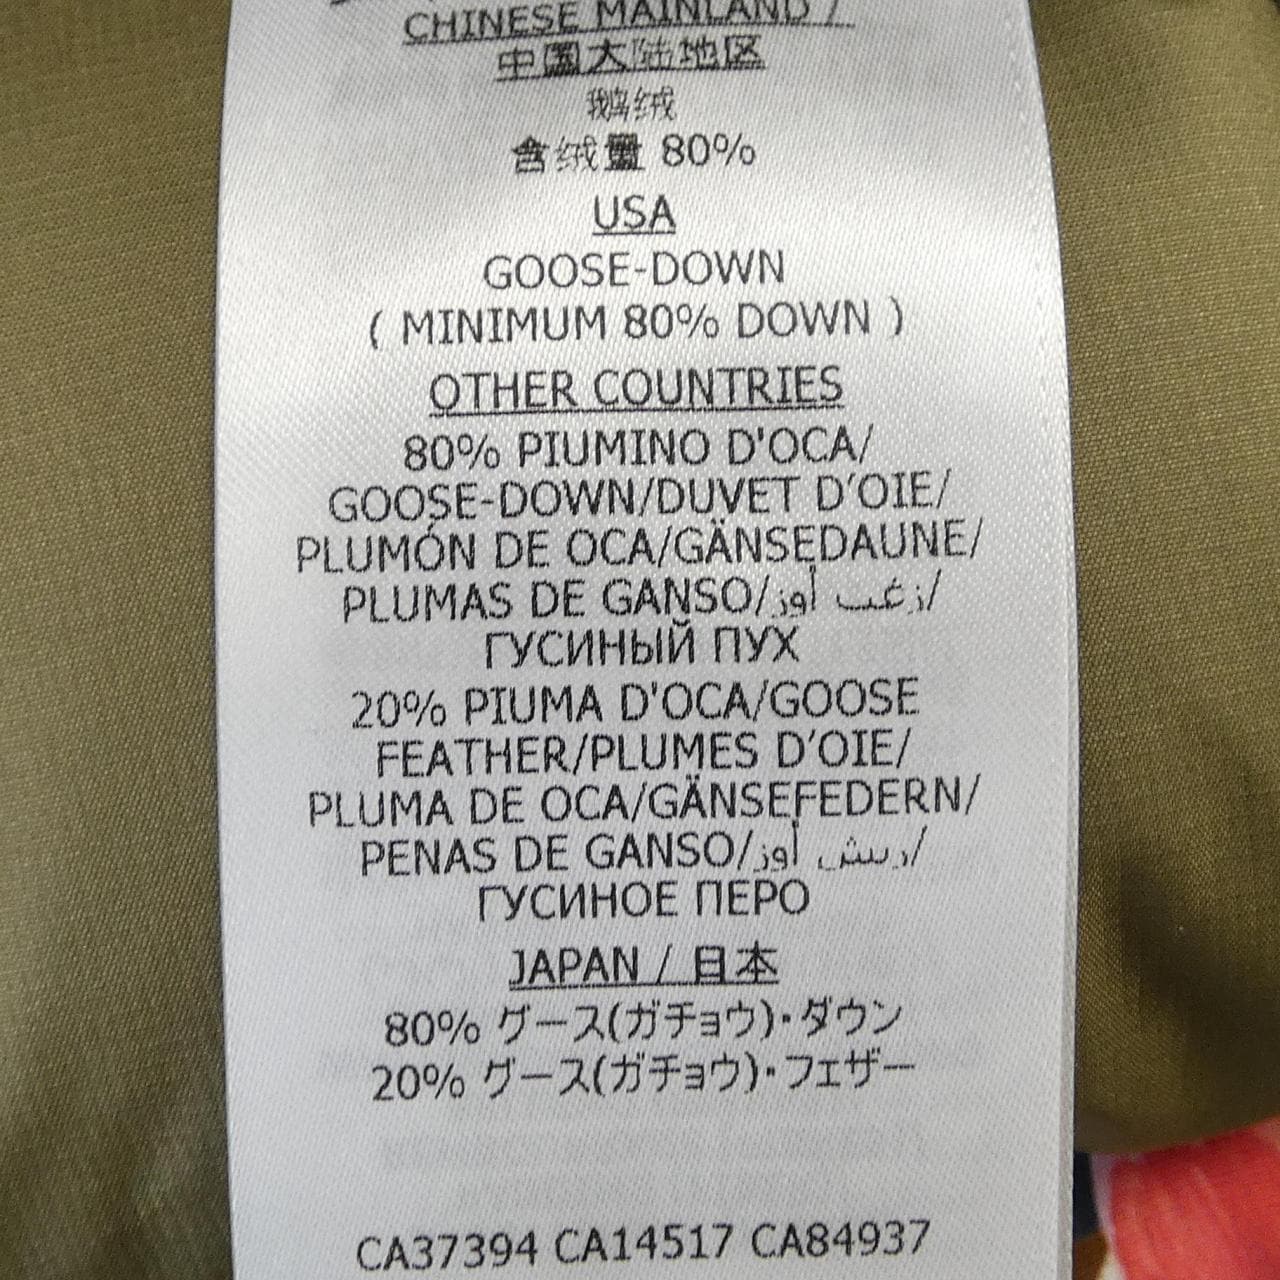 CHINESE MAINLAND /
中国大陆地区
鹅绒
含绒量 80%
USA
GOOSE-DOWN
( MINIMUM 80% DOWN )
OTHER COUNTRIES
80% PIUMINO D'OCA/
GOOSE-DOWN/DUVET D’OIE/
PLUMÓN DE OCA/GÄNSEDAUNE/
PLUMAS DE GANSO/زغب أوز/
ГУСИНЫЙ ПУХ
20% PIUMA D'OCA/GOOSE
FEATHER/PLUMES D’OIE/
PLUMA DE OCA/GÄNSEFEDERN/
PENAS DE GANSO/ريش أوز/
ГУСИНОЕ ПЕРО
JAPAN / 日本
80% グース(ガチョウ)・ダウン
20% グース(ガチョウ)・フェザー
CA37394 CA14517 CA84937